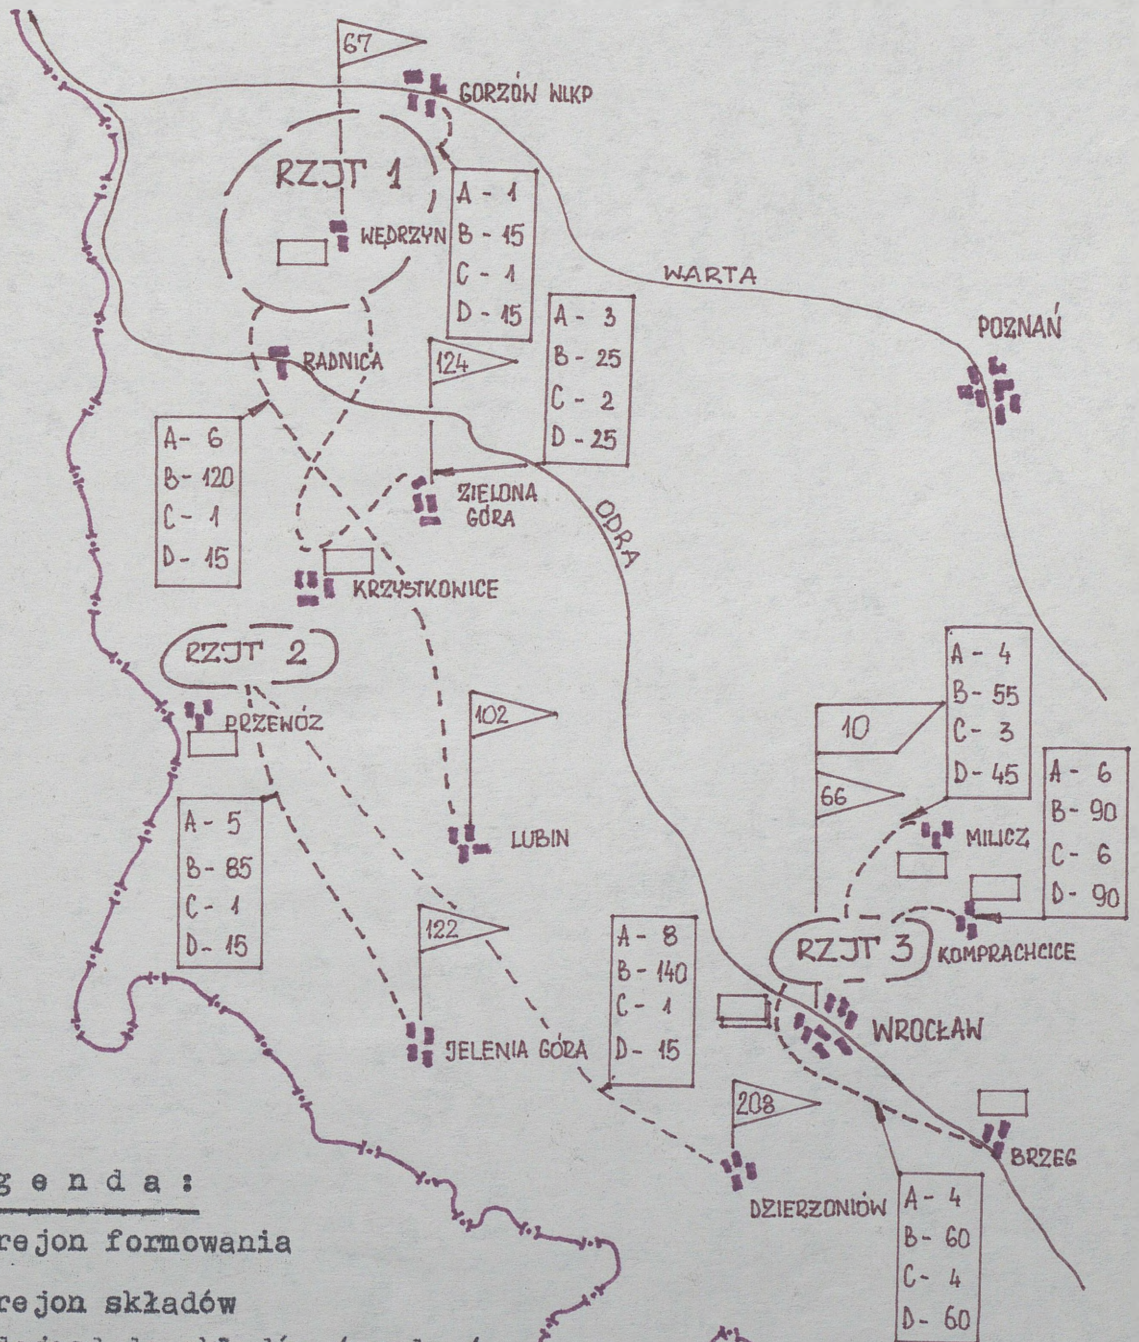 67
GORZÓW WLKP
RZJT 1
A - 1
B - 15
C - 1
D - 15
WĘDRZYN
WARTA
A - 3
B - 25
C - 2
D - 25
POZNAŃ
RADNICA
124
A - 6
B - 120
C - 1
D - 15
ZIELONA
GÓRA
ODRA
KRZYSTKOWICE
RZJT 2
A - 4
B - 55
C - 3
D - 45
PRZEWÓZ
102
10
66
A - 6
B - 90
C - 6
D - 90
A - 5
B - 85
C - 1
D - 15
LUBIN
MILICZ
122
A - 8
B - 140
C - 1
D - 15
RZJT 3
KOMPRACHCICE
JELENIA GÓRA
WROCŁAW
208
BRZEG
DZIERZONIÓW
A - 4
B - 60
C - 4
D - 60
g e n d a :
rejon formowania
rejon składów